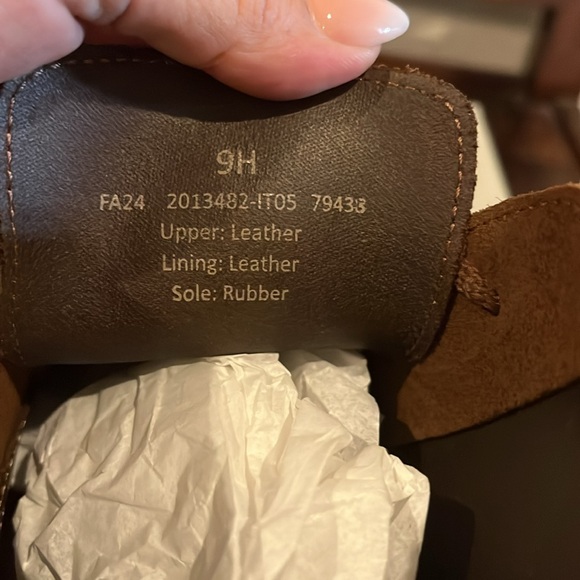 9H
FA24 2013482-IT05 79433
Upper: Leather
Lining: Leather
Sole: Rubber